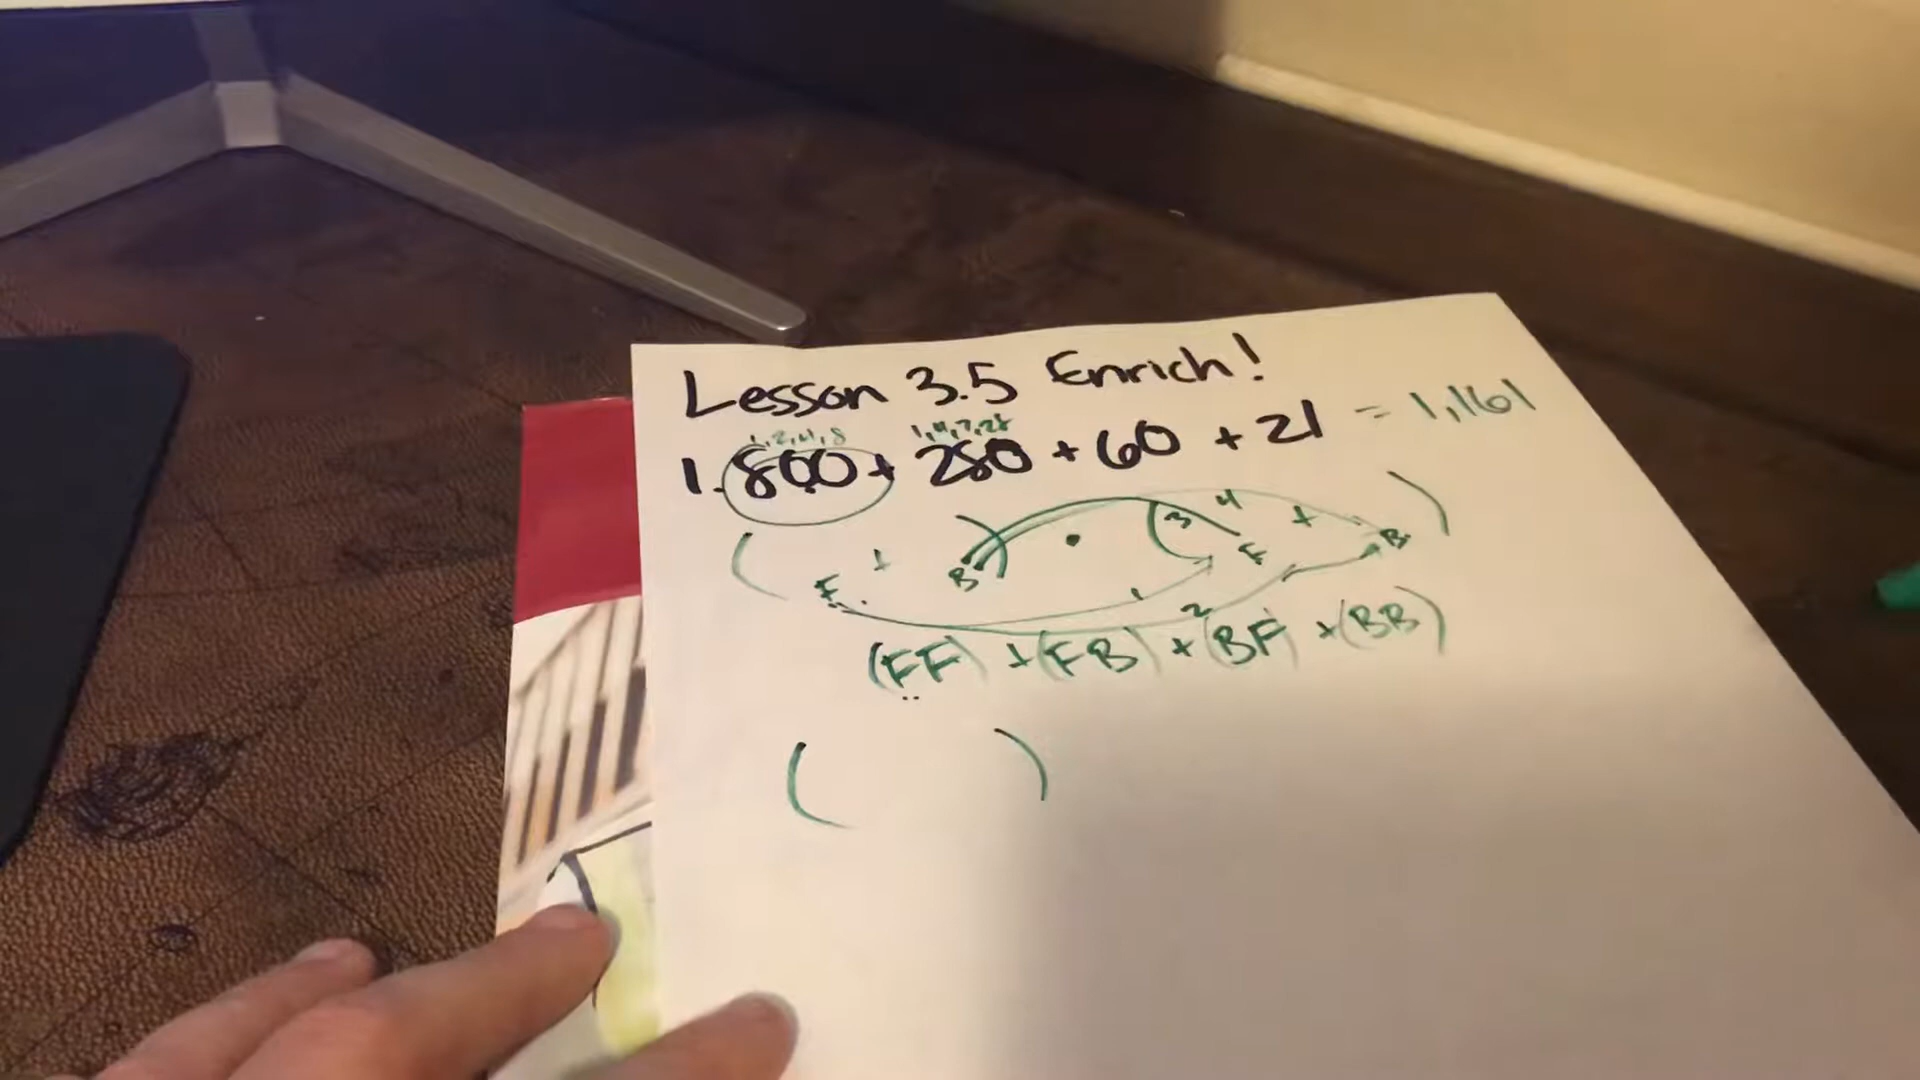 Lesson 3.5 Enrich!
1,2,4,8 1,4,7,28
1. 800 + 280 + 60 + 21 = 1,161
3 4
( F + B ) • ( F + B )
1 2
(FF) + (FB) + (BF) + (BB)
( )